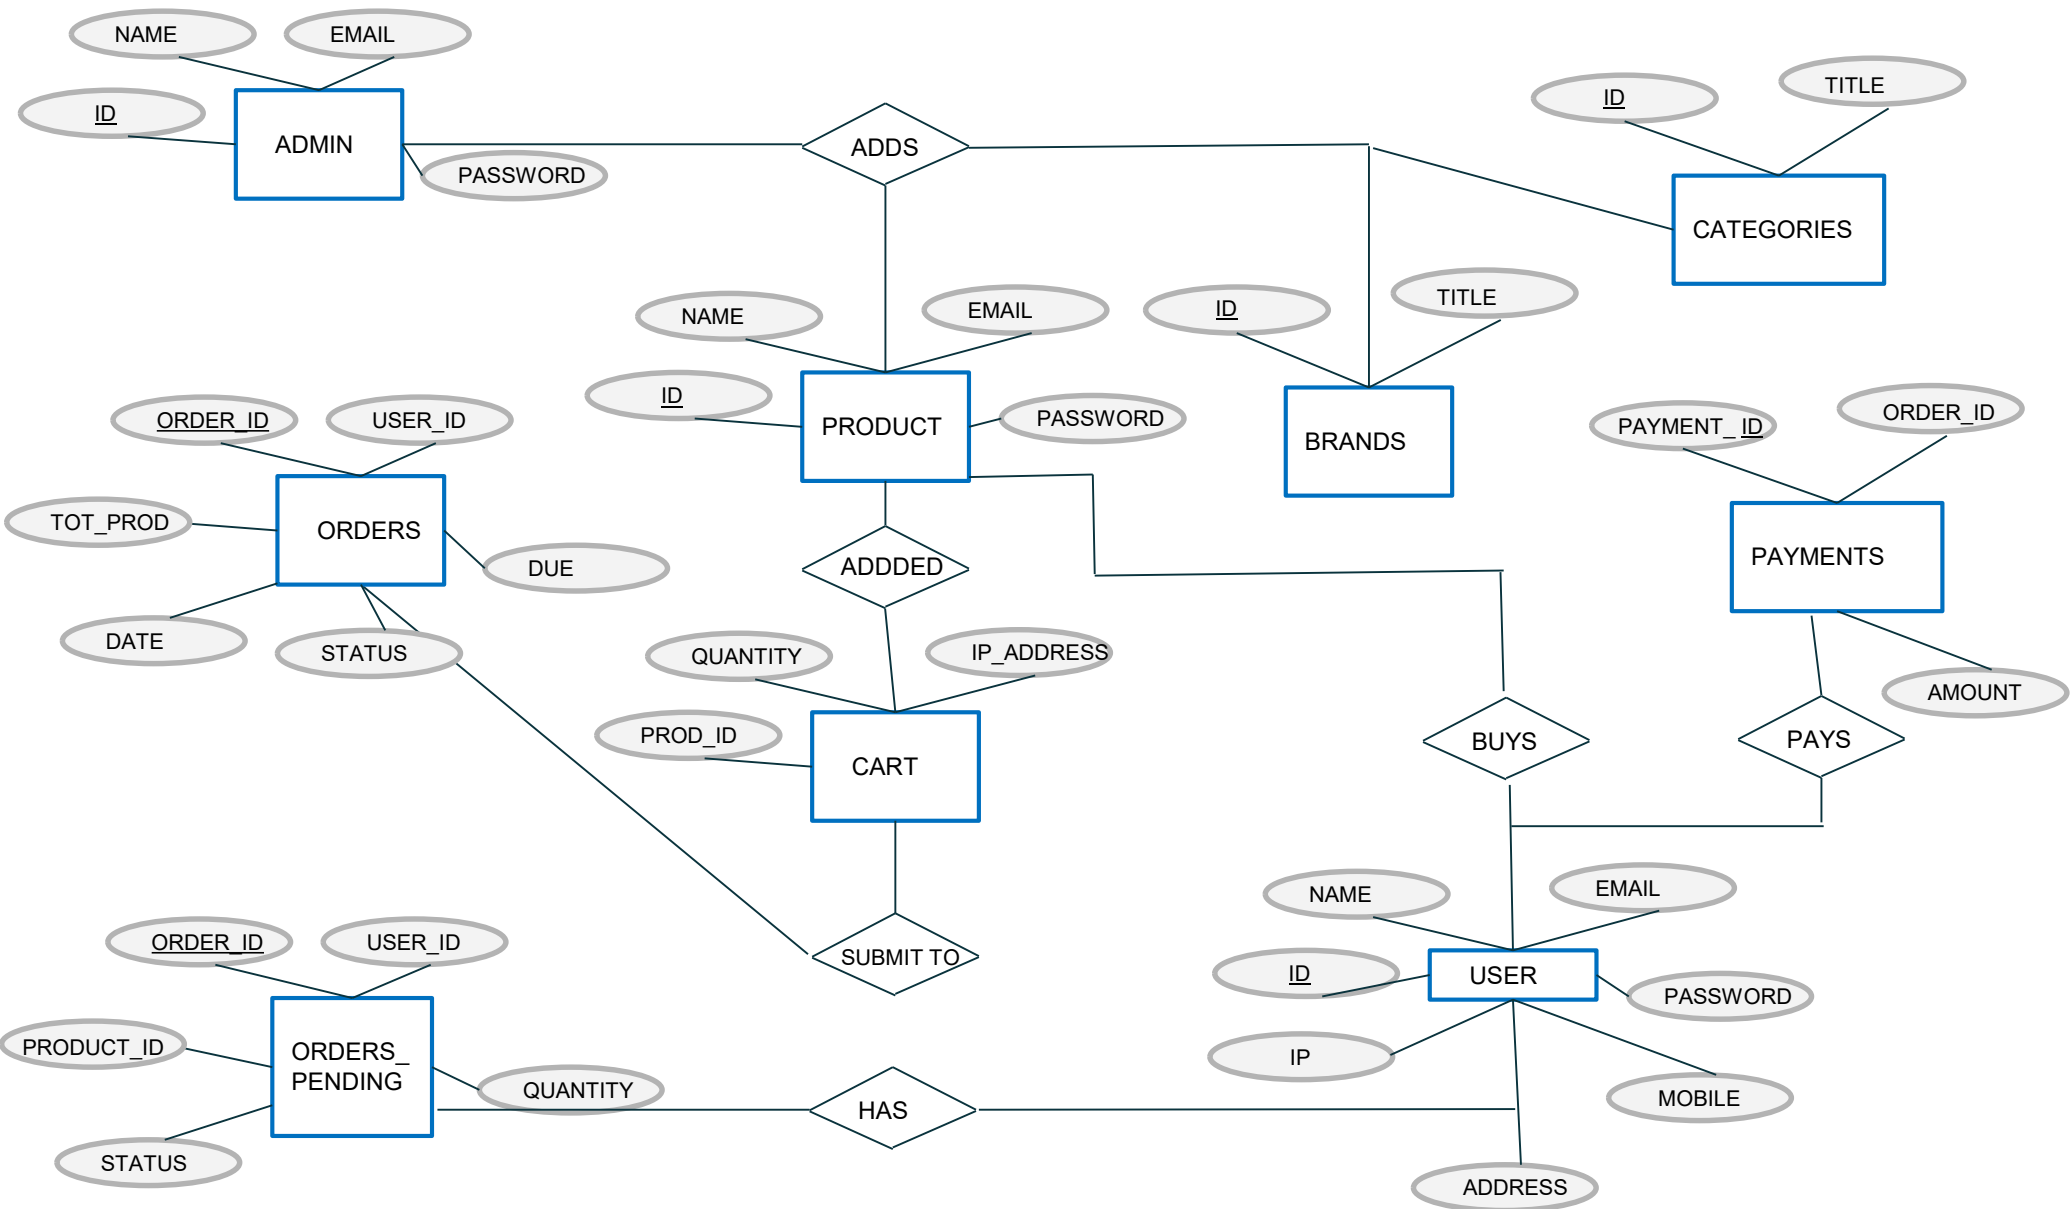 NAME
EMAIL
ID
ADMIN
PASSWORD
ADDS
ID
TITLE
CATEGORIES
NAME
EMAIL
ID
PRODUCT
PASSWORD
ID
TITLE
BRANDS
ORDER_ID
USER_ID
TOT_PROD
ORDERS
DUE
DATE
STATUS
PAYMENT_ ID
ORDER_ID
PAYMENTS
AMOUNT
ADDDED
QUANTITY
IP_ADDRESS
PROD_ID
CART
BUYS
PAYS
SUBMIT TO
NAME
EMAIL
ID
USER
PASSWORD
IP
MOBILE
ADDRESS
ORDER_ID
USER_ID
PRODUCT_ID
ORDERS_
PENDING
QUANTITY
STATUS
HAS